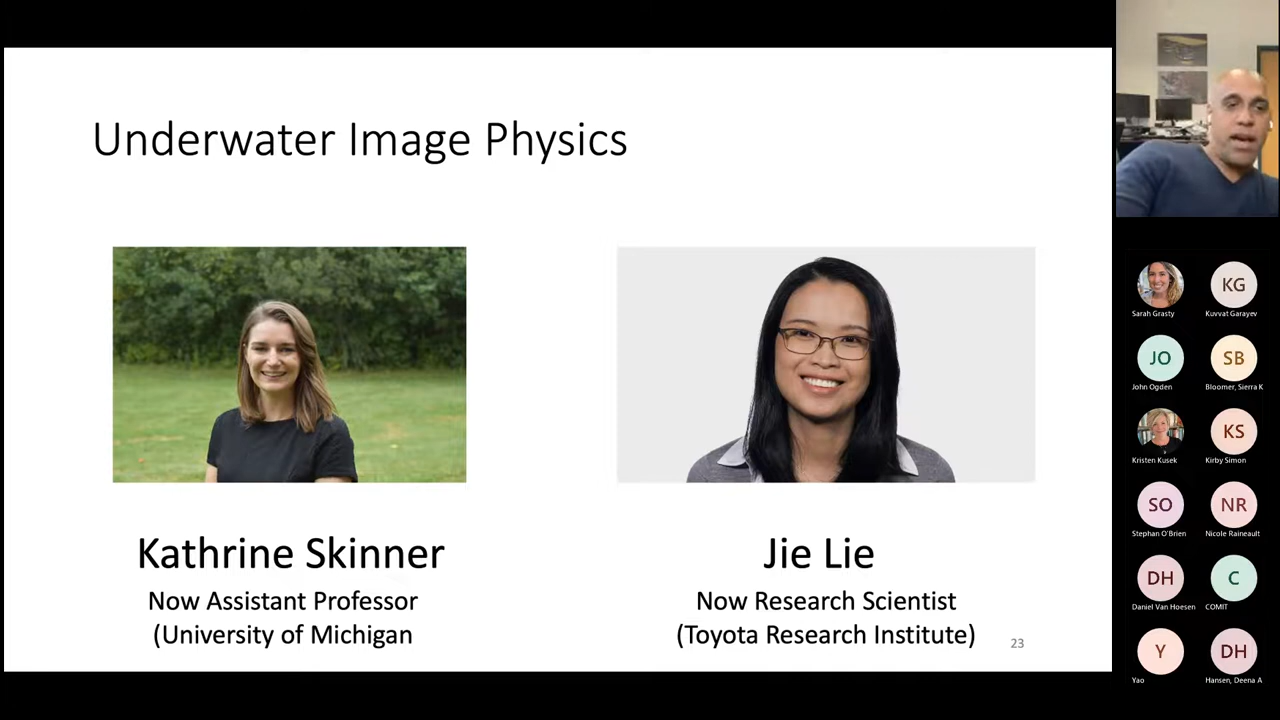 Underwater Image Physics
Kathrine Skinner
Now Assistant Professor
(University of Michigan
Jie Lie
Now Research Scientist
(Toyota Research Institute)
23
Sarah Grasty
KG
Kuvvat Garayev
JO
John Ogden
SB
Bloomer, Sierra K
Kristen Kusek
KS
Kirby Simon
SO
Stephan O'Brien
NR
Nicole Raineault
DH
Daniel Van Hoesen
C
COMIT
Y
Yao
DH
Hansen, Deena A